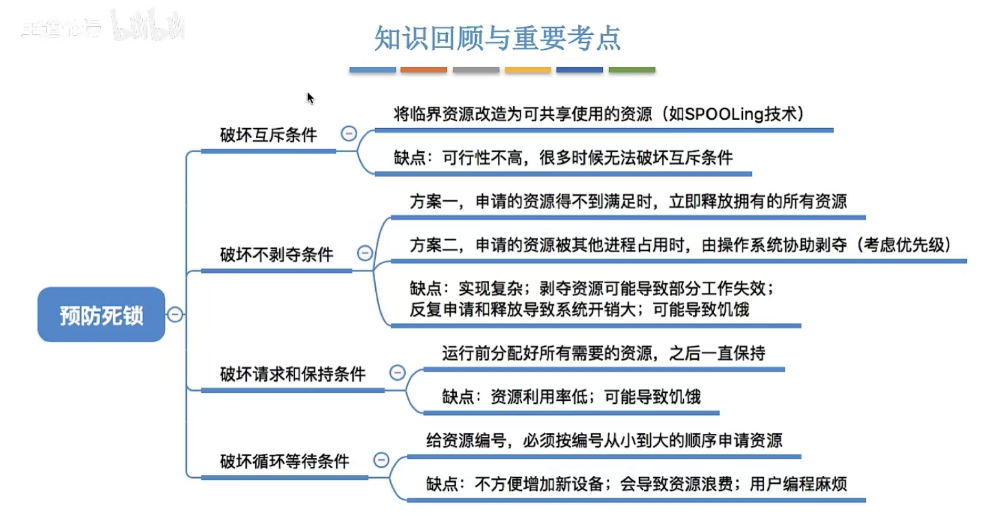 bilibili
知识回顾与重要考点
破坏互斥条件
将临界资源改造为可共享使用的资源（如SPOOLing技术）
缺点：可行性不高，很多时候无法破坏互斥条件
破坏不剥夺条件
方案一，申请的资源得不到满足时，立即释放拥有的所有资源
方案二，申请的资源被其他进程占用时，由操作系统协助剥夺（考虑优先级）
缺点：实现复杂；剥夺资源可能导致部分工作失效；
反复申请和释放导致系统开销大；可能导致饥饿
预防死锁
破坏请求和保持条件
运行前分配好所有需要的资源，之后一直保持
缺点：资源利用率低；可能导致饥饿
破坏循环等待条件
给资源编号，必须按编号从小到大的顺序申请资源
缺点：不方便增加新设备；会导致资源浪费；用户编程麻烦